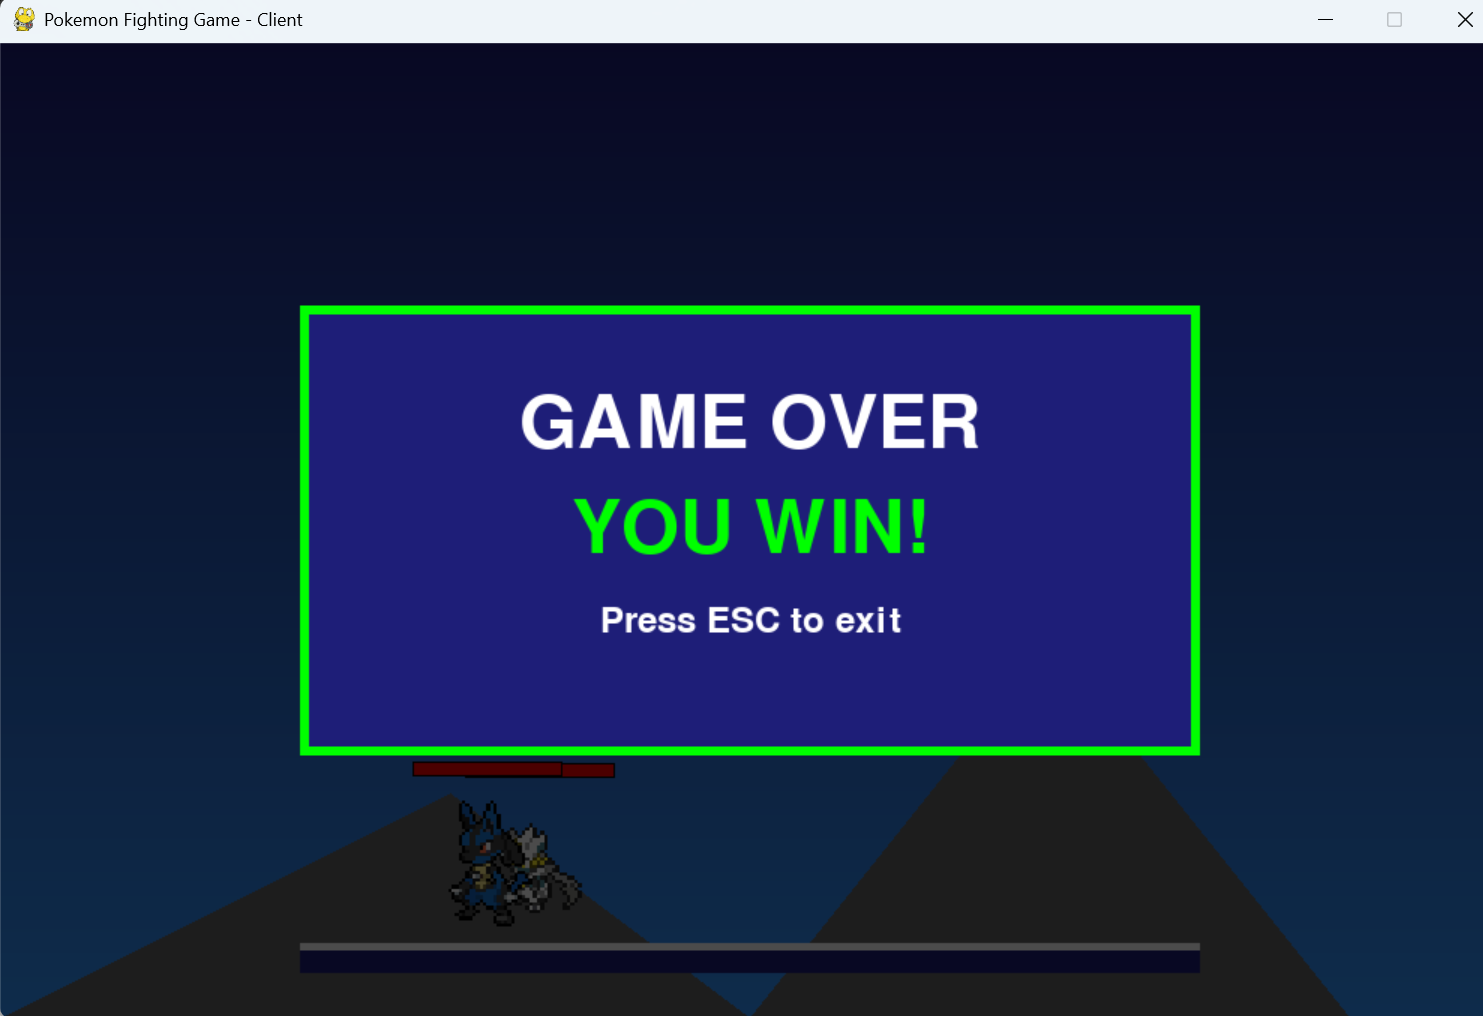 Pokemon Fighting Game - Client
GAME OVER
YOU WIN!
Press ESC to exit